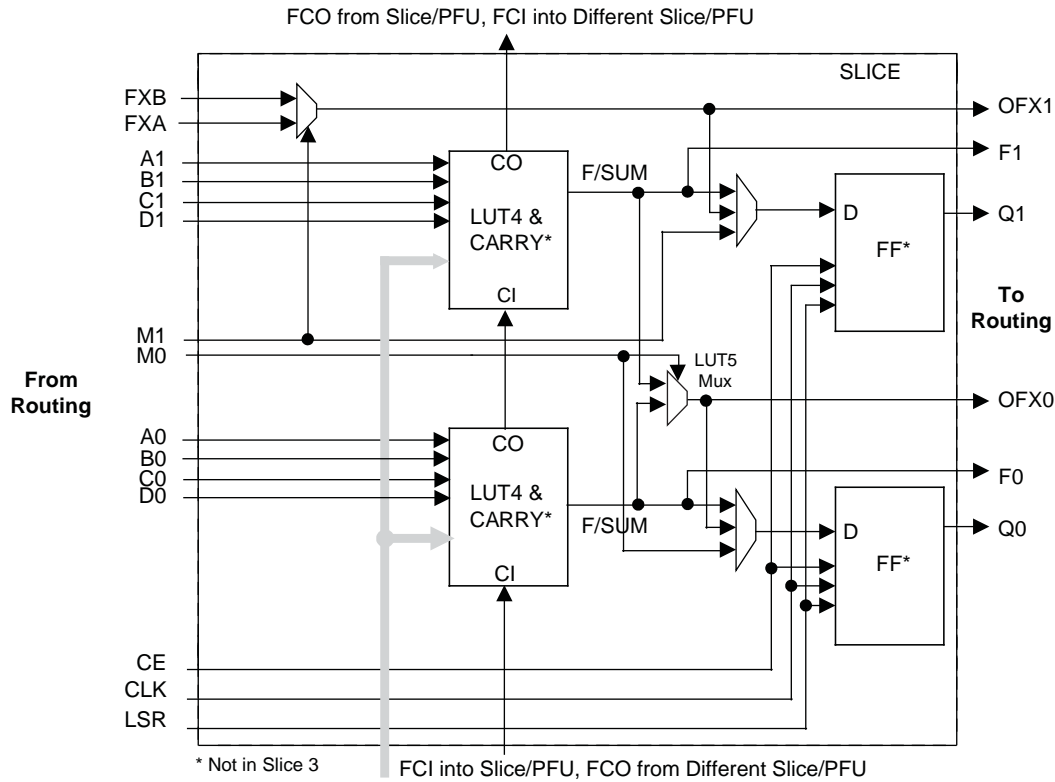 FCO from Slice/PFU, FCI into Different Slice/PFU
SLICE
FXB
FXA
OFX1
F1
A1
B1
C1
D1
CO
LUT4 &
CARRY*
CI
F/SUM
D
FF*
Q1
To
Routing
M1
M0
From
Routing
LUT5
Mux
OFX0
A0
B0
C0
D0
CO
LUT4 &
CARRY*
CI
F/SUM
F0
D
FF*
Q0
CE
CLK
LSR
* Not in Slice 3
FCI into Slice/PFU, FCO from Different Slice/PFU